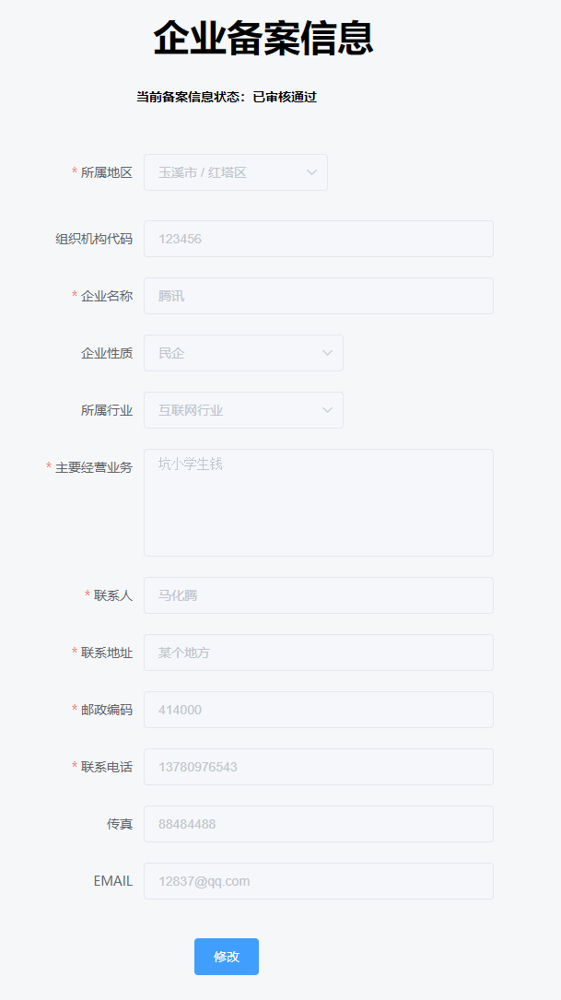 企业备案信息
当前备案信息状态：已审核通过
* 所属地区 玉溪市 / 红塔区
组织机构代码 123456
* 企业名称 腾讯
企业性质 民企
所属行业 互联网行业
* 主要经营业务 坑小学生钱
* 联系人 马化腾
* 联系地址 某个地方
* 邮政编码 414000
* 联系电话 13780976543
传真 88484488
EMAIL 12837@qq.com
修改